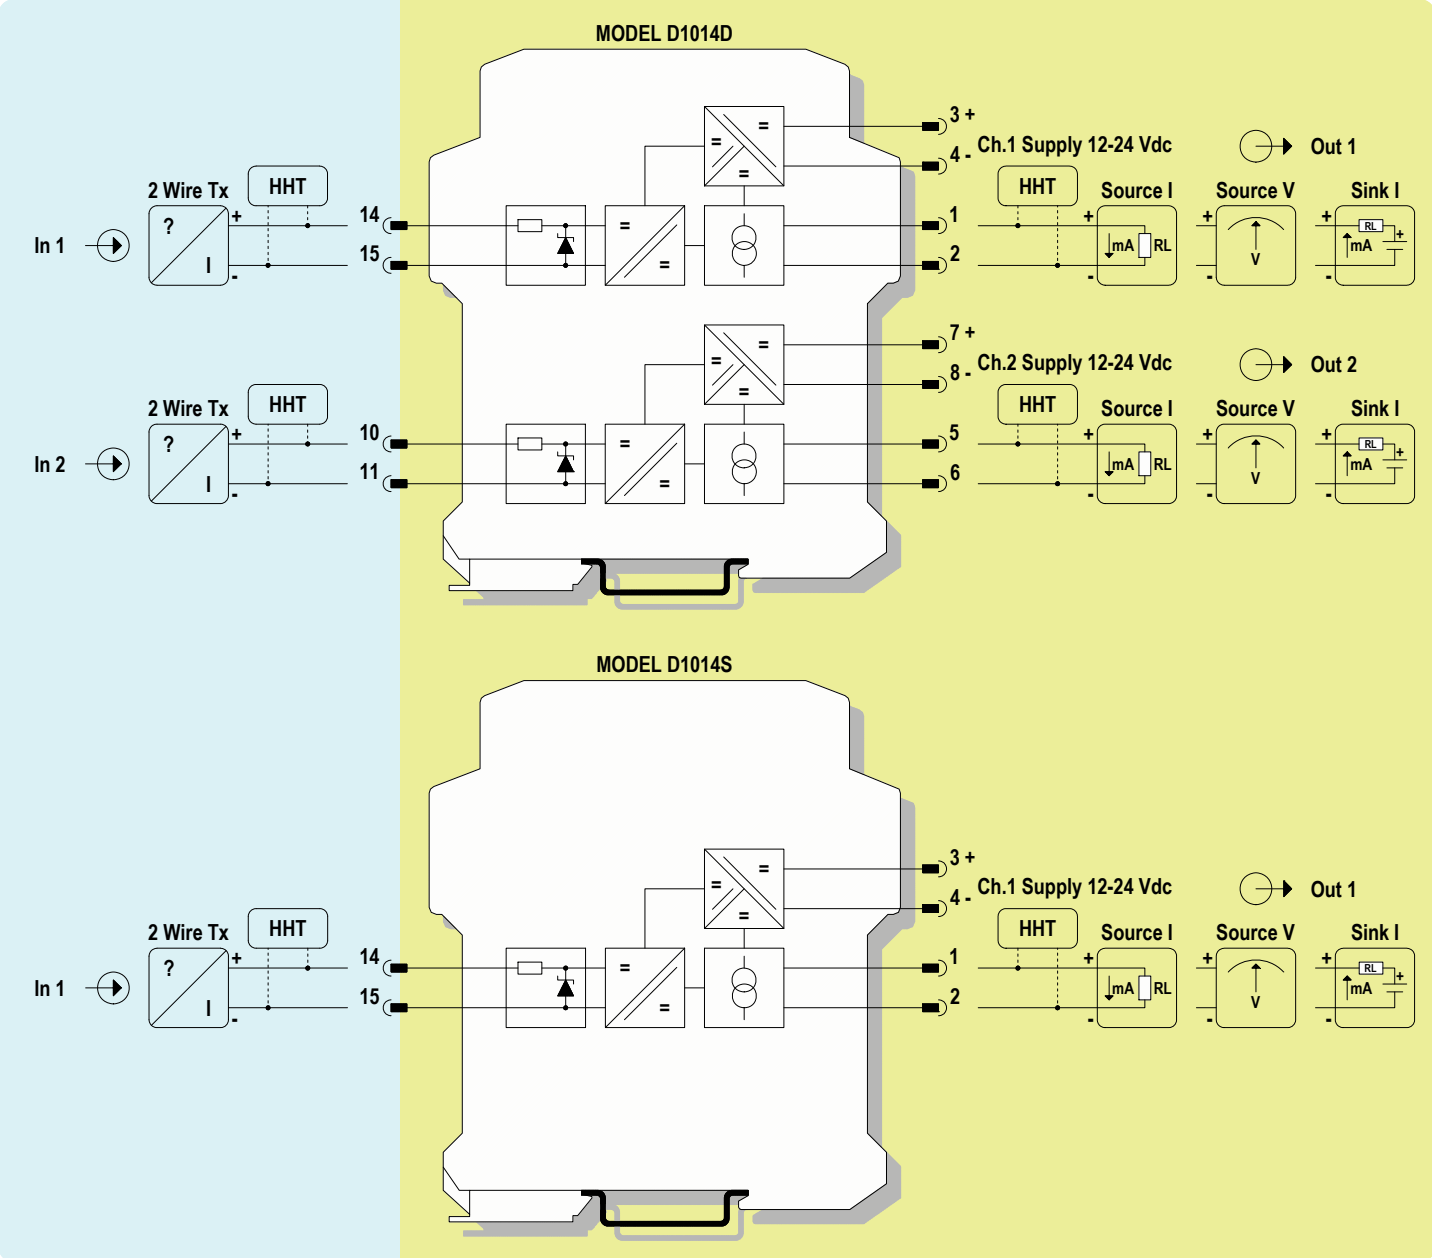 MODEL D1014D
3 +
Ch.1 Supply 12-24 Vdc
4 -
Out 1
2 Wire Tx
HHT
14
1
HHT
Source I
Source V
Sink I
In 1
?
I
+
-
15
=
=
=
=
=
2
+
-
mA
RL
+
-
V
+
-
RL
mA
+
7 +
Ch.2 Supply 12-24 Vdc
8 -
Out 2
2 Wire Tx
HHT
10
5
HHT
Source I
Source V
Sink I
In 2
?
I
+
-
11
=
=
=
=
=
6
+
-
mA
RL
+
-
V
+
-
RL
mA
+
MODEL D1014S
3 +
Ch.1 Supply 12-24 Vdc
4 -
Out 1
2 Wire Tx
HHT
14
1
HHT
Source I
Source V
Sink I
In 1
?
I
+
-
15
=
=
=
=
=
2
+
-
mA
RL
+
-
V
+
-
RL
mA
+